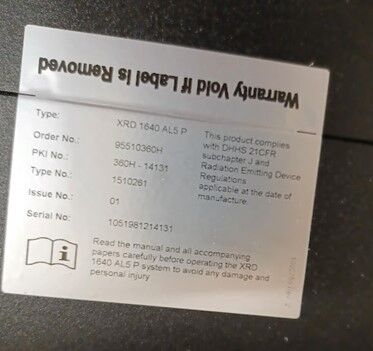 Warranty Void If Label Is Removed
Type: XRD 1640 AL5 P
Order No.: 95510360H
PKI No.: 360H - 14131
Type No.: 1510261
Issue No.: 01
Serial No: 1051981214131
This product complies
with DHHS 21CFR
subchapter J and
Radiation Emitting Device
Regulations
applicable at the date of
manufacture.
Read the manual and all accompanying
papers carefully before operating the XRD
1640 AL5 P system to avoid any damage and
personal injury